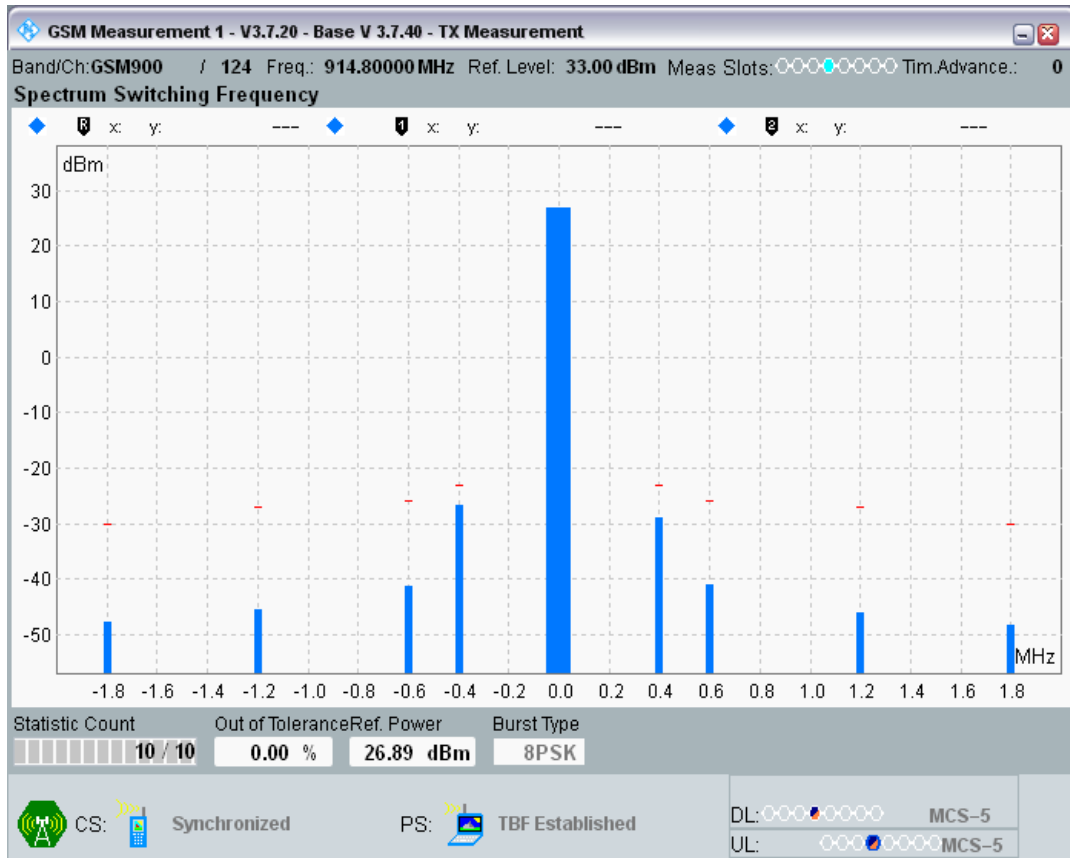 GSM Measurement 1 - V3.7.20 - Base V 3.7.40 - TX Measurement
Band/Ch:GSM900 / 124 Freq.: 914.80000 MHz Ref. Level: 33.00 dBm Meas Slots: Tim.Advance.: 0
Spectrum Switching Frequency
R x: y: --- 1 x: y: --- 2 x: y: ---
dBm
30
20
10
0
-10
-20
-30
-40
-50
MHz
-1.8 -1.6 -1.4 -1.2 -1.0 -0.8 -0.6 -0.4 -0.2 0.0 0.2 0.4 0.6 0.8 1.0 1.2 1.4 1.6 1.8
Statistic Count Out of Tolerance Ref. Power Burst Type
10 / 10 0.00 % 26.89 dBm 8PSK
CS: Synchronized PS: TBF Established DL: MCS-5
UL: MCS-5